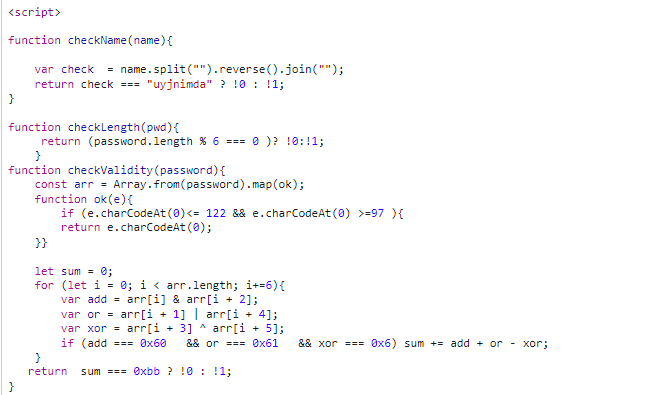 <script>
function checkName(name){
var check  = name.split("").reverse().join("");
return check === "uyjnimda" ? !0 : !1;
}
function checkLength(pwd){
return (password.length % 6 === 0 )? !0:!1;
}
function checkValidity(password){
const arr = Array.from(password).map(ok);
function ok(e){
if (e.charCodeAt(0)<= 122 && e.charCodeAt(0) >=97 ){
return e.charCodeAt(0);
}}
let sum = 0;
for (let i = 0; i < arr.length; i+=6){
var add = arr[i] & arr[i + 2];
var or = arr[i + 1] | arr[i + 4];
var xor = arr[i + 3] ^ arr[i + 5];
if (add === 0x60   && or === 0x61   && xor === 0x6) sum += add + or - xor;
}
return  sum === 0xbb ? !0 : !1;
}